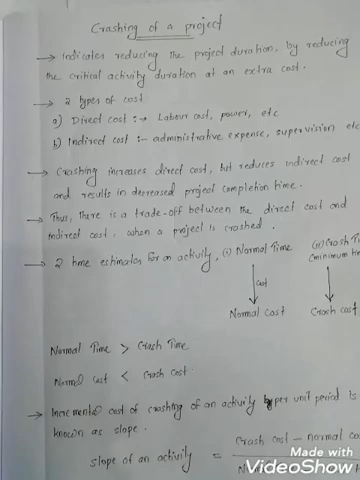 Crashing of a project
→ Indicates reducing the project duration, by reducing
the critical activity duration at an extra cost.
→ 2 types of cost
a) Direct cost :→ Labour cost, power, etc
b) Indirect cost :- administrative expense, supervision etc
→ Crashing increases direct cost, but reduces indirect cost
and results in decreased project completion time.
→ Thus, there is a trade-off between the direct cost and
indirect cost, when a project is crashed.
→ 2 time estimates for an activity, (i) Normal Time (ii) Crash
(minimum
Cost
Normal Cost Crash cost
Normal Time > Crash Time
Normal Cost < Crash cost
→ Incremental cost of crashing of an activity per unit period is
known as slope.
slope of an activity = Crash cost - normal
Made with
VideoShow